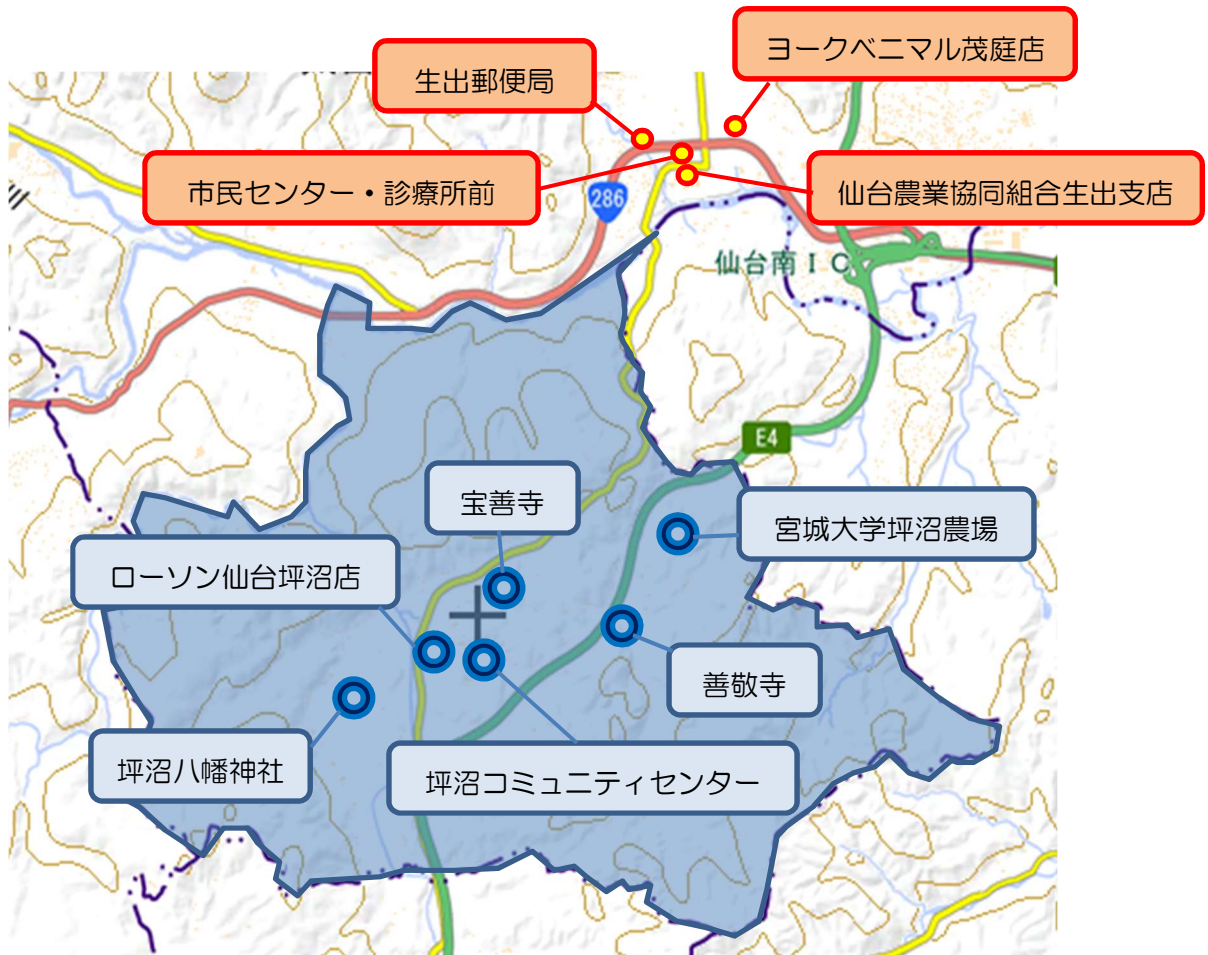 ヨークベニマル茂庭店
生出郵便局
市民センター・診療所前
286
仙台農業協同組合生出支店
仙台南IC
E4
宝善寺
宮城大学坪沼農場
ローソン仙台坪沼店
善敬寺
坪沼八幡神社
坪沼コミュニティセンター